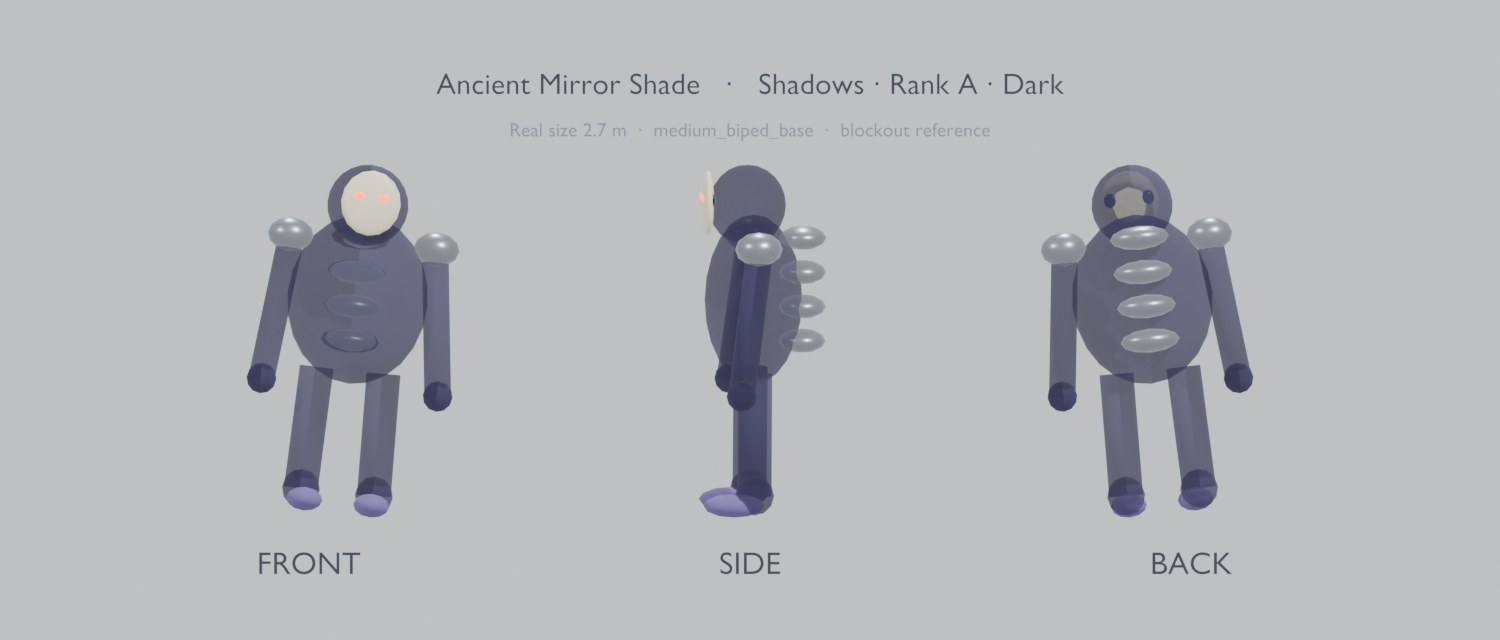 Ancient Mirror Shade · Shadows · Rank A · Dark
Real size 2.7 m · medium_biped_base · blockout reference
FRONT SIDE BACK